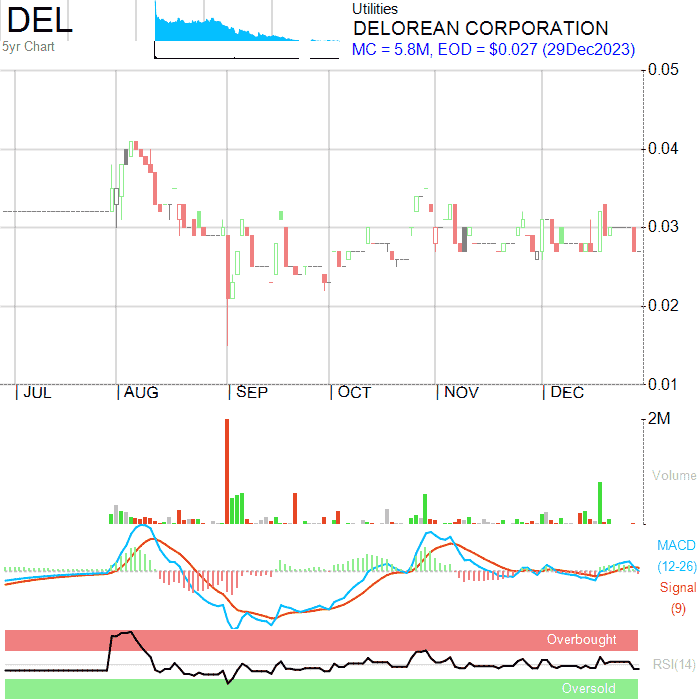 DEL
5yr Chart
Utilities
DELOREAN CORPORATION
MC = 5.8M, EOD = $0.027 (29Dec2023)
0.05
0.04
0.03
0.02
0.01
JUL AUG SEP OCT NOV DEC
2M
Volume
MACD
(12-26)
Signal
(9)
Overbought
RSI(14)
Oversold